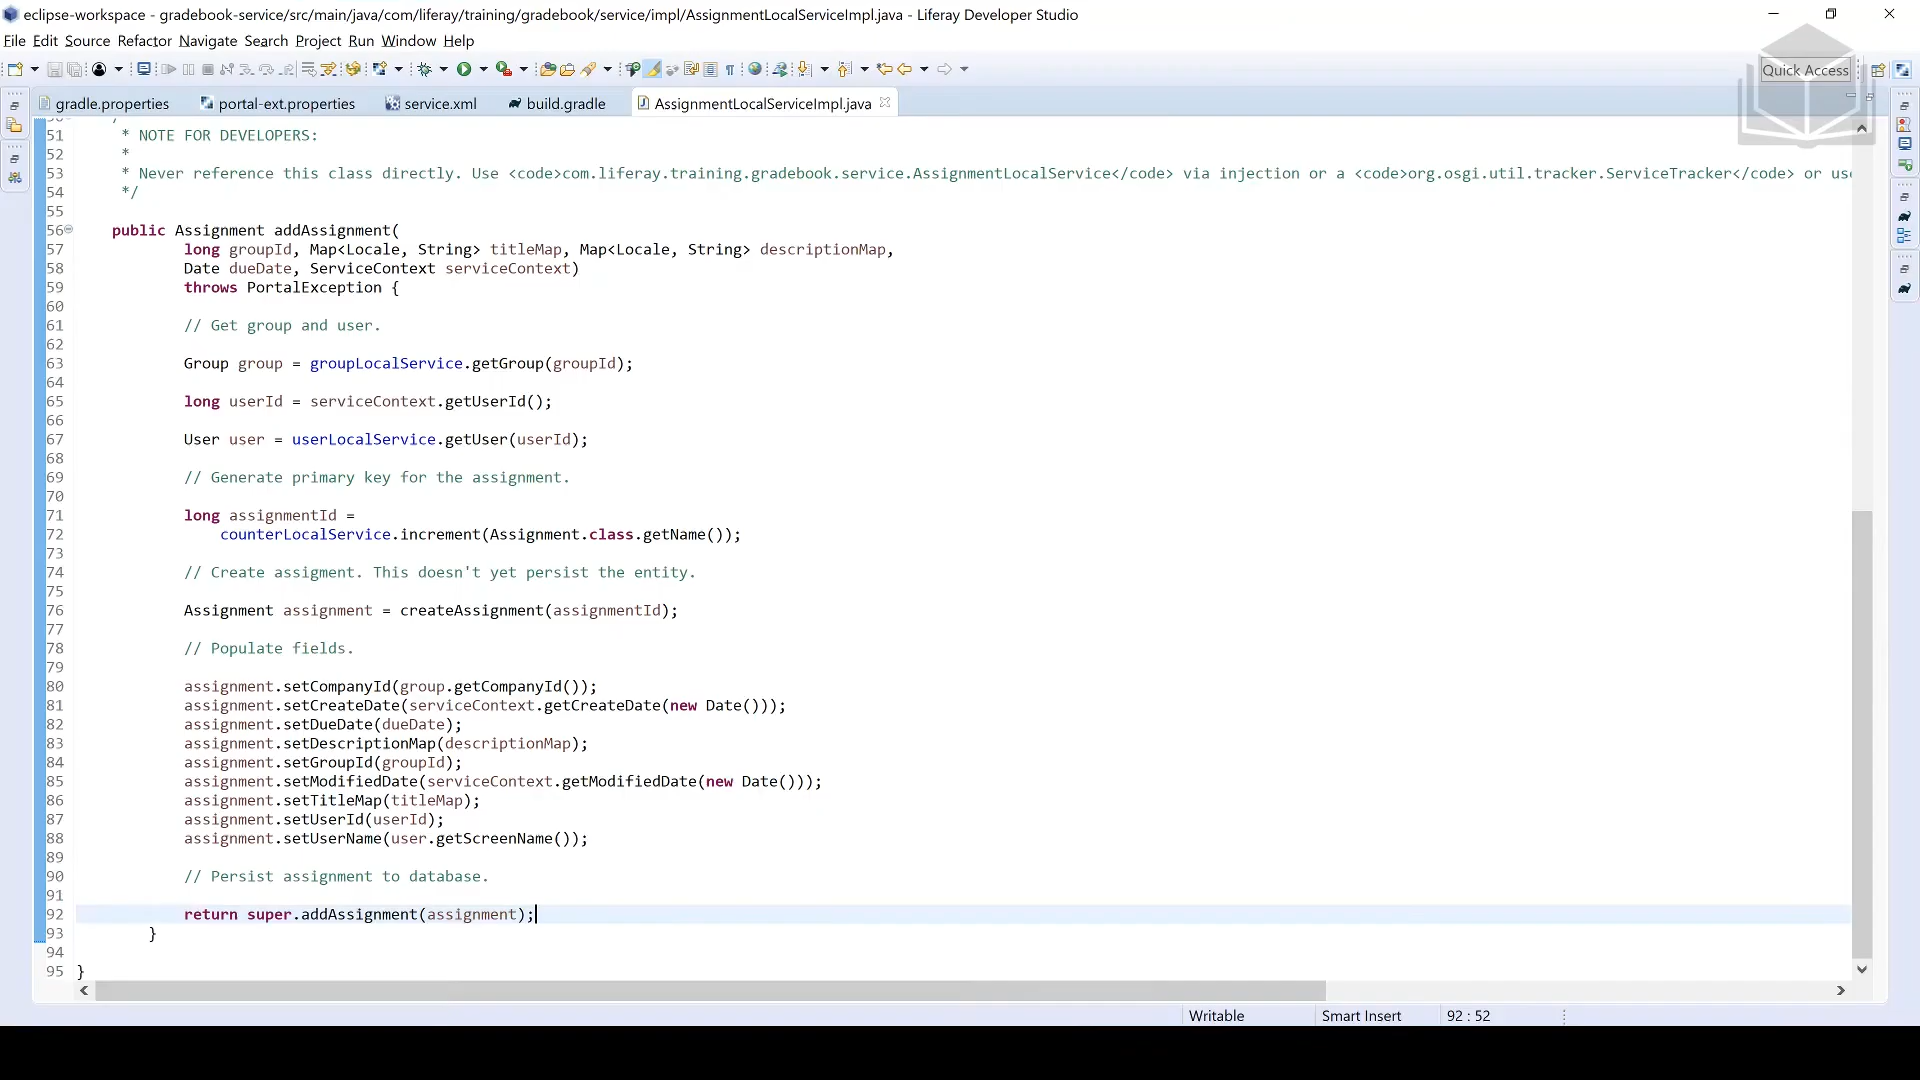 eclipse-workspace - gradebook-service/src/main/java/com/liferay/training/gradebook/service/impl/AssignmentLocalServiceImpl.java - Liferay Developer Studio
File Edit Source Refactor Navigate Search Project Run Window Help
Quick Access
gradle.properties portal-ext.properties service.xml build.gradle AssignmentLocalServiceImpl.java
51 * NOTE FOR DEVELOPERS:
52 *
53 * Never reference this class directly. Use <code>com.liferay.training.gradebook.service.AssignmentLocalService</code> via injection or a <code>org.osgi.util.tracker.ServiceTracker</code> or use
54 */
55
56 public Assignment addAssignment(
57 long groupId, Map<Locale, String> titleMap, Map<Locale, String> descriptionMap,
58 Date dueDate, ServiceContext serviceContext)
59 throws PortalException {
60
61 // Get group and user.
62
63 Group group = groupLocalService.getGroup(groupId);
64
65 long userId = serviceContext.getUserId();
66
67 User user = userLocalService.getUser(userId);
68
69 // Generate primary key for the assignment.
70
71 long assignmentId =
72 counterLocalService.increment(Assignment.class.getName());
73
74 // Create assigment. This doesn't yet persist the entity.
75
76 Assignment assignment = createAssignment(assignmentId);
77
78 // Populate fields.
79
80 assignment.setCompanyId(group.getCompanyId());
81 assignment.setCreateDate(serviceContext.getCreateDate(new Date()));
82 assignment.setDueDate(dueDate);
83 assignment.setDescriptionMap(descriptionMap);
84 assignment.setGroupId(groupId);
85 assignment.setModifiedDate(serviceContext.getModifiedDate(new Date()));
86 assignment.setTitleMap(titleMap);
87 assignment.setUserId(userId);
88 assignment.setUserName(user.getScreenName());
89
90 // Persist assignment to database.
91
92 return super.addAssignment(assignment);
93 }
94
95 }
Writable Smart Insert 92 : 52